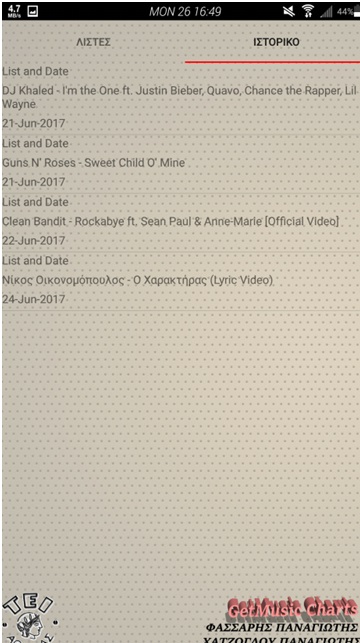 4.7
MB/s
MON 26 16:49
44%
ΛΙΣΤΕΣ
ΙΣΤΟΡΙΚΟ
List and Date
DJ Khaled - I'm the One ft. Justin Bieber, Quavo, Chance the Rapper, Lil
Wayne
21-Jun-2017
List and Date
Guns N' Roses - Sweet Child O' Mine
21-Jun-2017
List and Date
Clean Bandit - Rockabye ft. Sean Paul & Anne-Marie [Official Video]
22-Jun-2017
List and Date
Νίκος Οικονομόπουλος - Ο Χαρακτήρας (Lyric Video)
24-Jun-2017
ΤΕΙ
GetMusic Charts
ΦΑΣΣΑΡΗΣ ΠΑΝΑΓΙΩΤΗΣ
ΧΑΤΖΟΓΛΟΥ ΠΑΝΑΓΙΩΤΗΣ